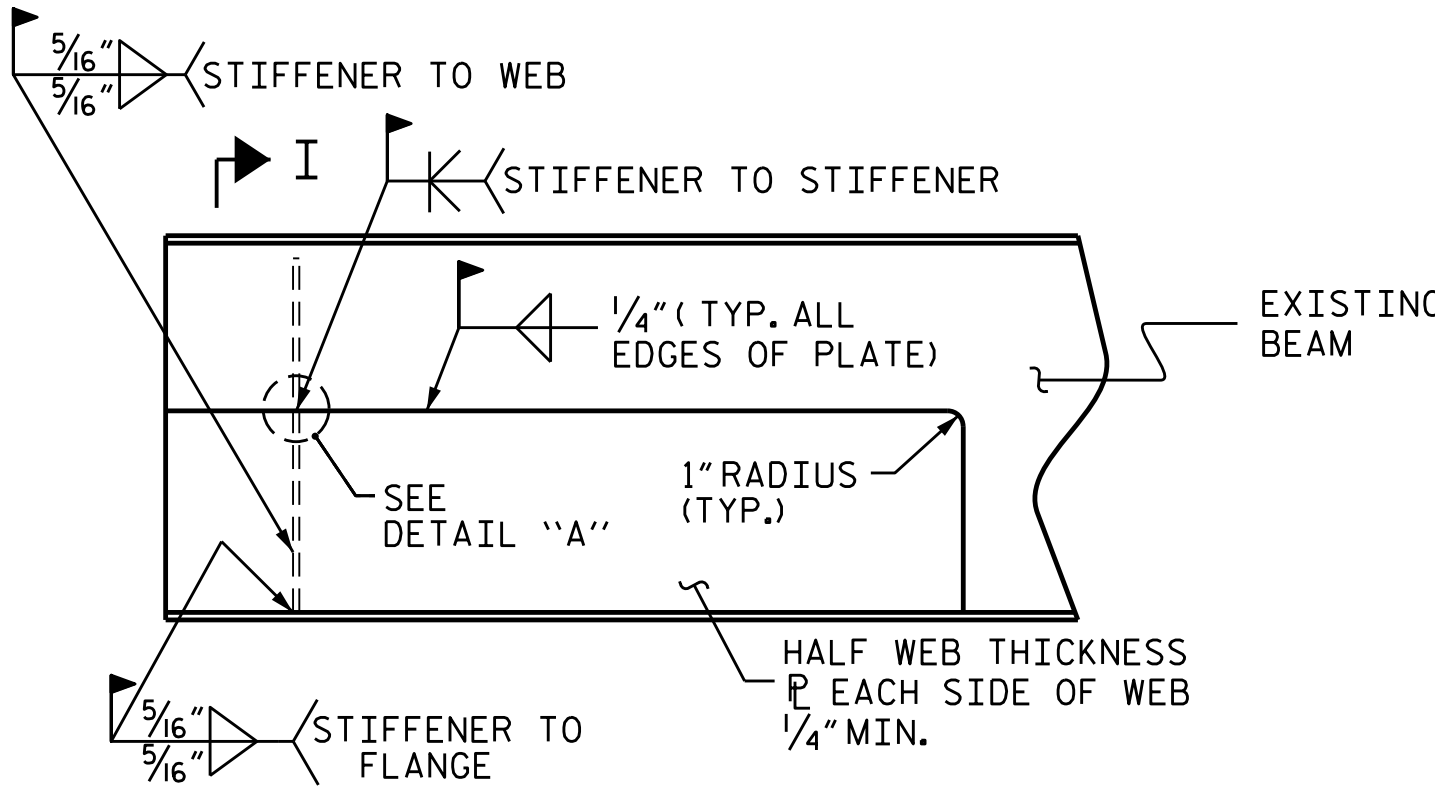 5/16"
5/16"
STIFFENER TO WEB
I
STIFFENER TO STIFFENER
1/4" (TYP. ALL
EDGES OF PLATE)
EXISTING
BEAM
1" RADIUS
(TYP.)
SEE
DETAIL "A"
HALF WEB THICKNESS
PL EACH SIDE OF WEB
1/4" MIN.
5/16"
5/16"
STIFFENER TO
FLANGE